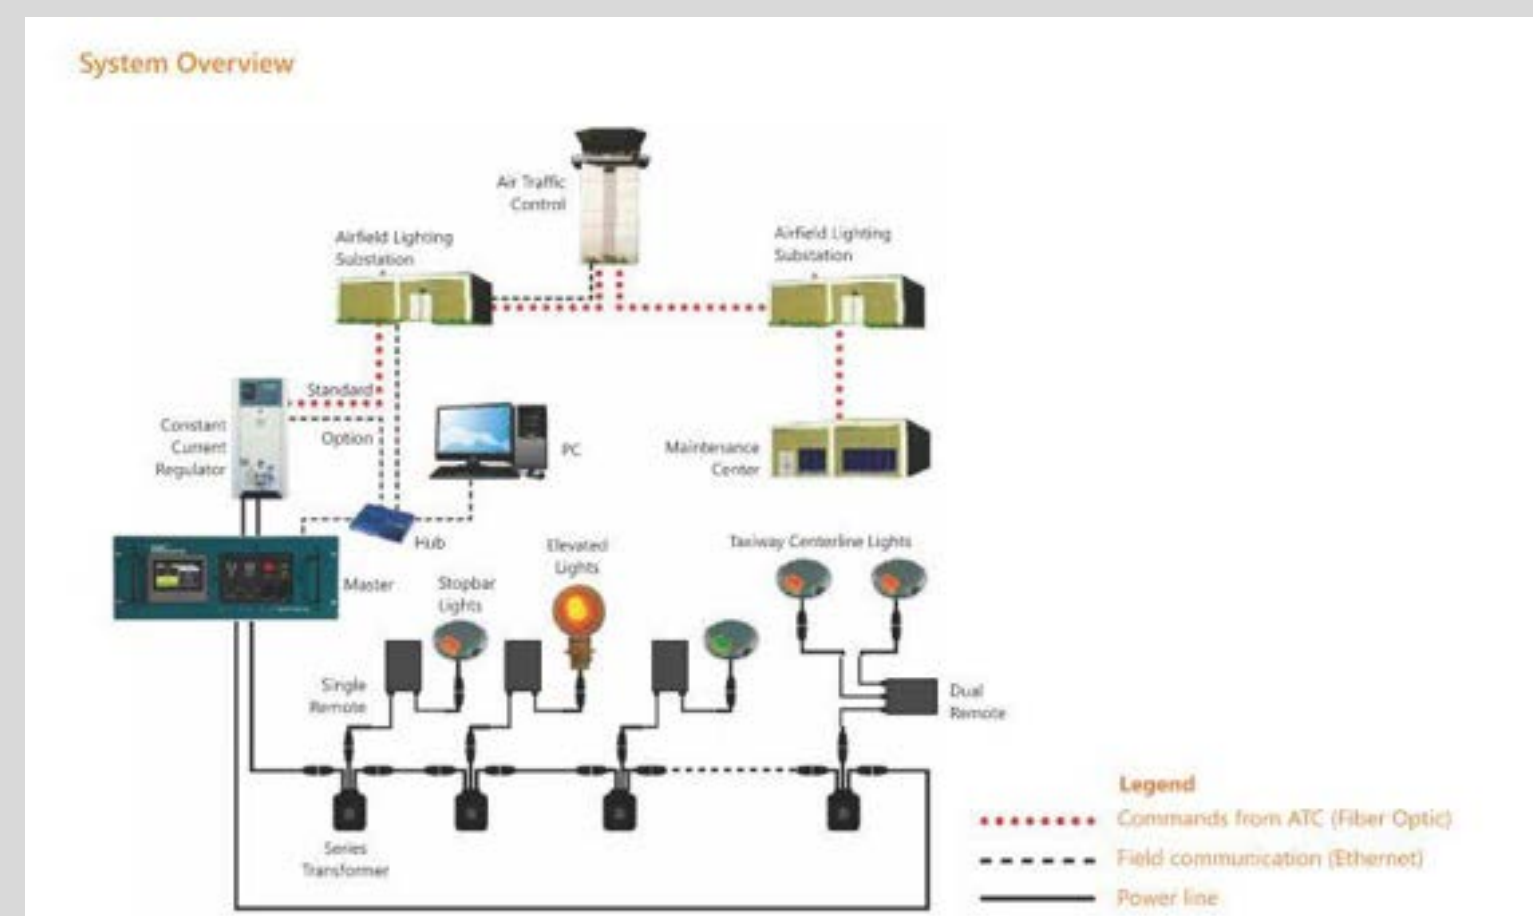 System Overview
Air Traffic
Control
Airfield Lighting
Substation
Airfield Lighting
Substation
Standard
Constant
Current
Regulator
Option
PC
Maintenance
Center
Hub
Master
Stopbar
Lights
Elevated
Lights
Taxiway Centerline Lights
Single
Remote
Dual
Remote
Series
Transformer
Legend
Commands from ATC (Fiber Optic)
Field communication (Ethernet)
Power line